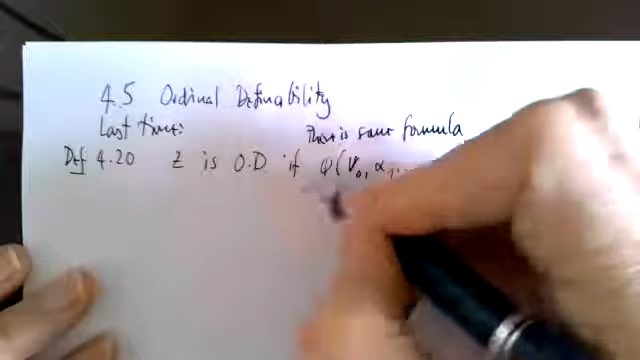 4.5 Ordinal Definability
Last time:
There is some formula
Def 4.20 z is O.D if φ(V₀, α₁, ...